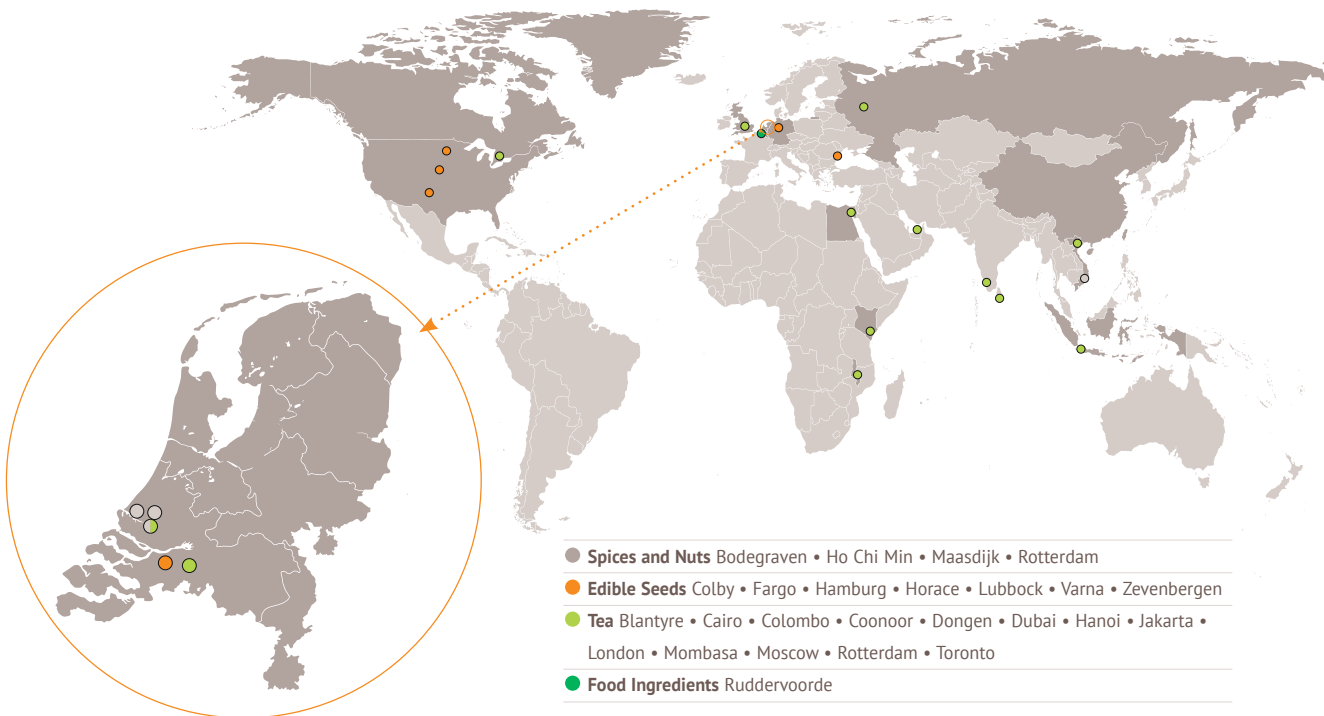 Spices and Nuts Bodegraven • Ho Chi Min • Maasdijk • Rotterdam
Edible Seeds Colby • Fargo • Hamburg • Horace • Lubbock • Varna • Zevenbergen
Tea Blantyre • Cairo • Colombo • Coonoor • Dongen • Dubai • Hanoi • Jakarta •
London • Mombasa • Moscow • Rotterdam • Toronto
Food Ingredients Ruddervoorde